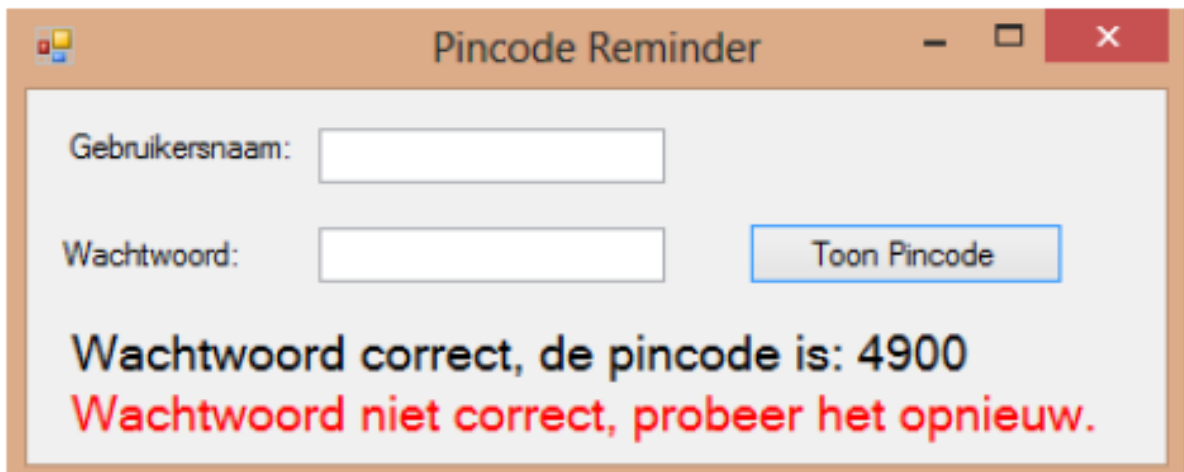 Pincode Reminder
Gebruikersnaam:
Wachtwoord:
Toon Pincode
Wachtwoord correct, de pincode is: 4900
Wachtwoord niet correct, probeer het opnieuw.